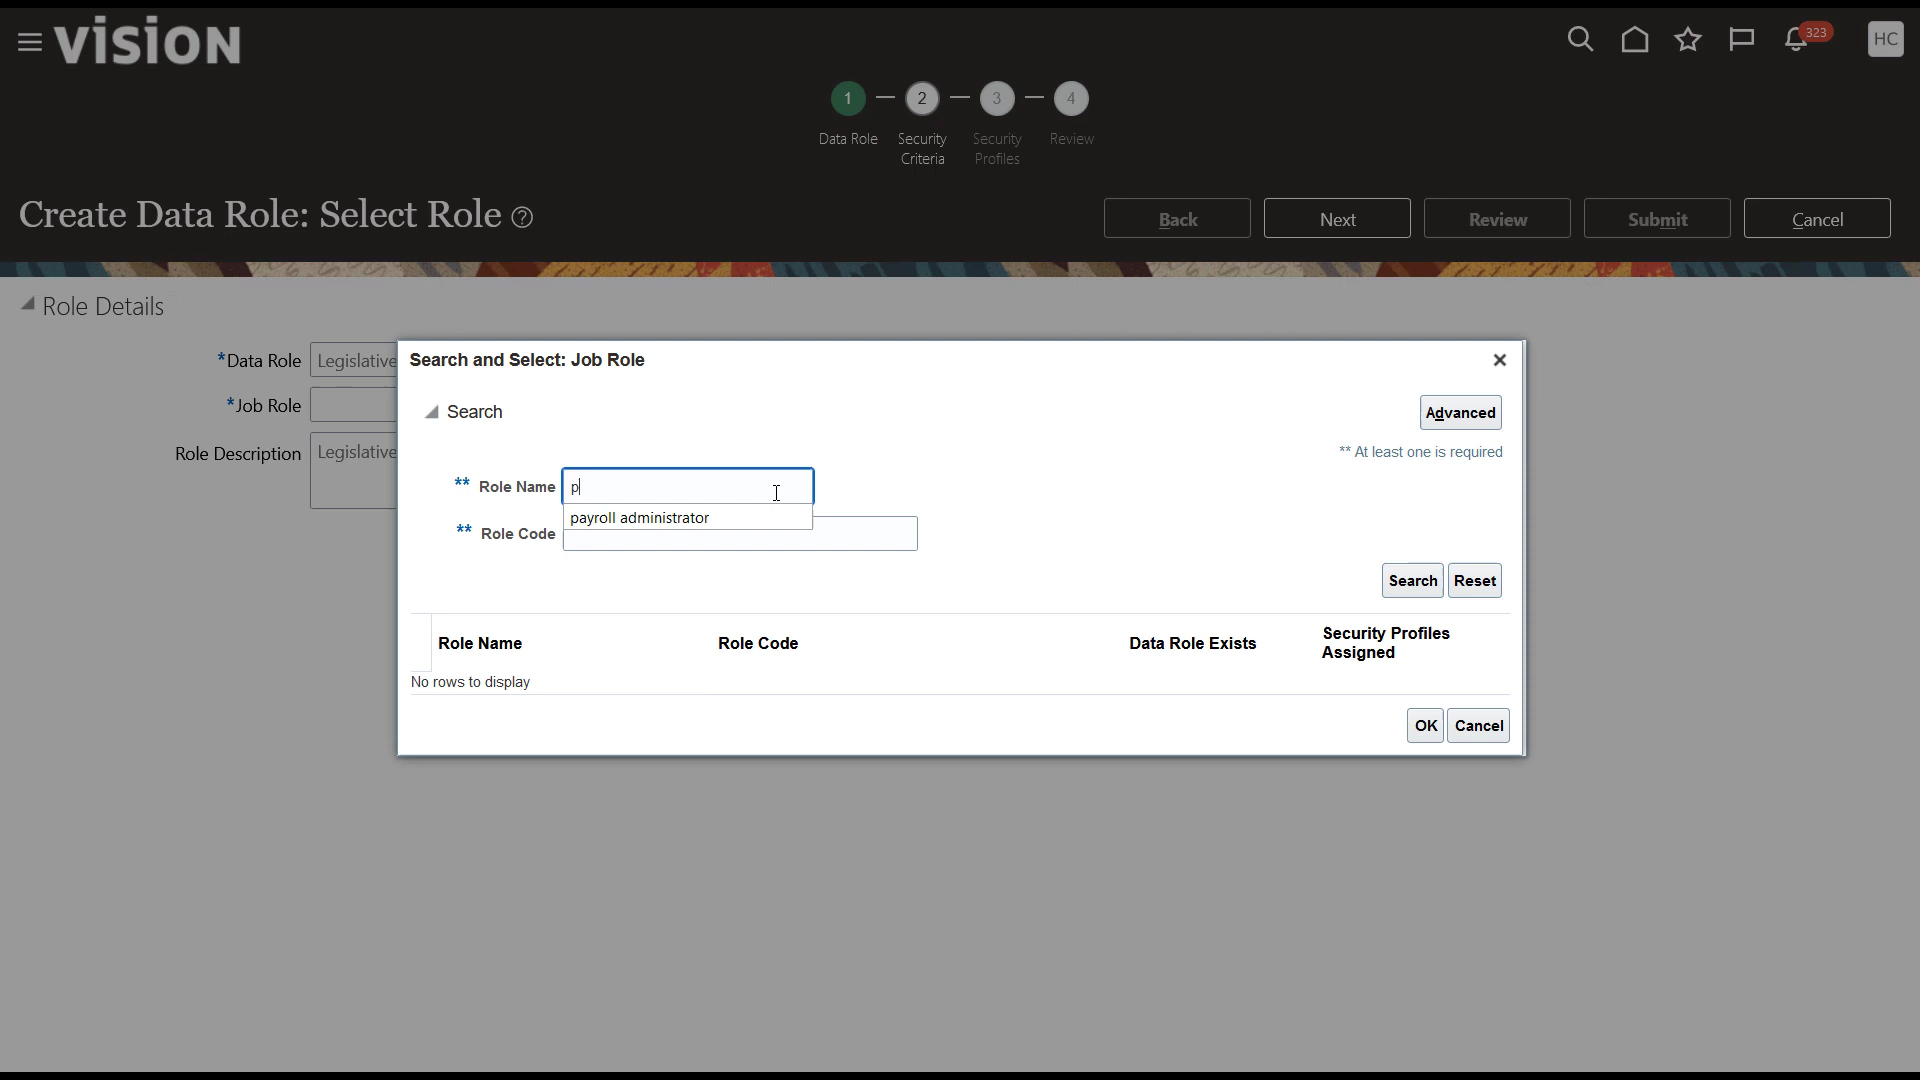 VISION
323
HC
1
2
3
4
Data Role
Security
Criteria
Security
Profiles
Review
Create Data Role: Select Role ?
Back
Next
Review
Submit
Cancel
Role Details
*Data Role
Legislative
*Job Role
Role Description
Legislative
Search and Select: Job Role
Search
Advanced
** At least one is required
** Role Name
p
payroll administrator
** Role Code
Search
Reset
Role Name
Role Code
Data Role Exists
Security Profiles
Assigned
No rows to display
OK
Cancel